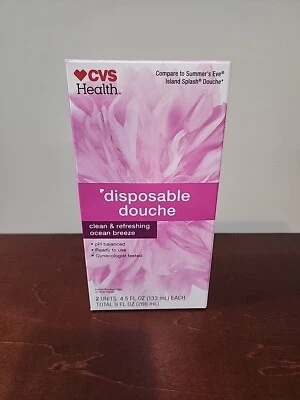 CVS
Health.
Compare to Summer's Eve®
Island Splash® Douche*
disposable
douche
clean & refreshing
ocean breeze
• pH balanced
• Ready to use
• Gynecologist tested
2 UNITS 4.5 FL OZ (133 mL) EACH
TOTAL 9 FL OZ (266 mL)